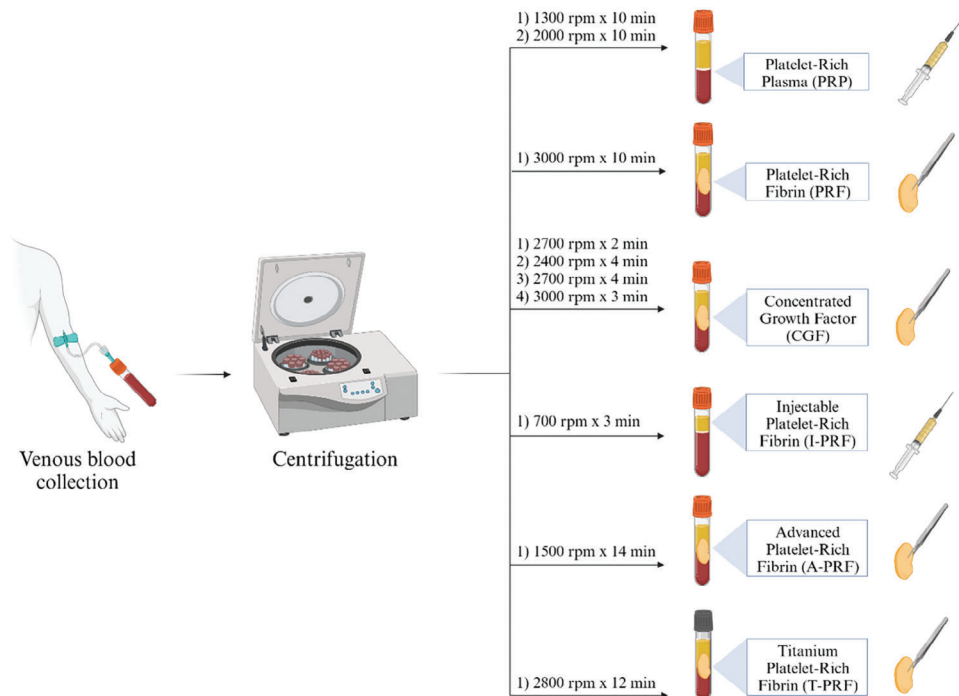 1) 1300 rpm x 10 min
2) 2000 rpm x 10 min
Platelet-Rich
Plasma (PRP)
1) 3000 rpm x 10 min
Platelet-Rich
Fibrin (PRF)
1) 2700 rpm x 2 min
2) 2400 rpm x 4 min
3) 2700 rpm x 4 min
4) 3000 rpm x 3 min
Concentrated
Growth Factor
(CGF)
Venous blood
collection
Centrifugation
1) 700 rpm x 3 min
Injectable
Platelet-Rich
Fibrin (I-PRF)
1) 1500 rpm x 14 min
Advanced
Platelet-Rich
Fibrin (A-PRF)
1) 2800 rpm x 12 min
Titanium
Platelet-Rich
Fibrin (T-PRF)